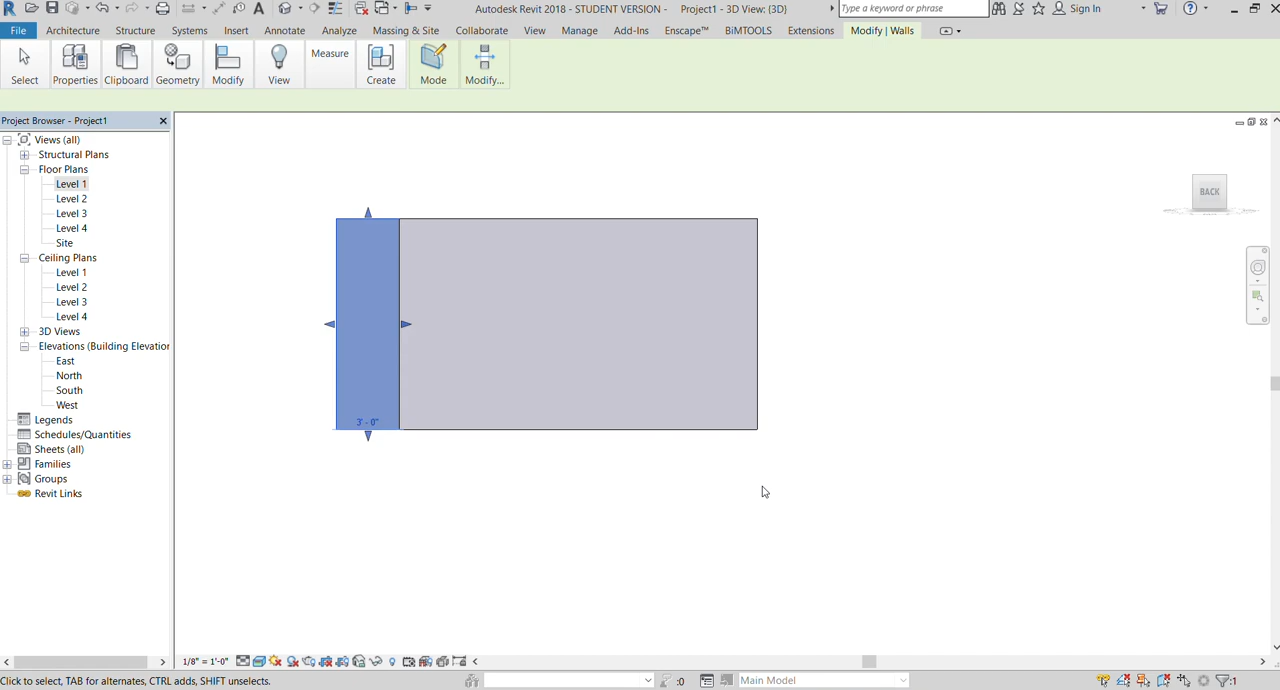 Autodesk Revit 2018 - STUDENT VERSION - Project1 - 3D View: {3D}
Type a keyword or phrase
Sign In
File Architecture Structure Systems Insert Annotate Analyze Massing & Site Collaborate View Manage Add-Ins Enscape™ BiMTOOLS Extensions Modify | Walls
Select Properties Clipboard Geometry Modify View Measure Create Mode Modify...
Project Browser - Project1
Views (all)
Structural Plans
Floor Plans
Level 1
Level 2
Level 3
Level 4
Site
Ceiling Plans
Level 1
Level 2
Level 3
Level 4
3D Views
Elevations (Building Elevation
East
North
South
West
Legends
Schedules/Quantities
Sheets (all)
Families
Groups
Revit Links
BACK
3' - 0"
1/8" = 1'-0"
Click to select, TAB for alternates, CTRL adds, SHIFT unselects.
:0
Main Model
:1